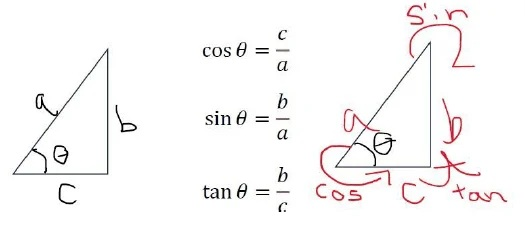 a
b
θ
c
cos θ = c/a
sin θ = b/a
tan θ = b/c
sin
a
b
θ
cos
c
tan